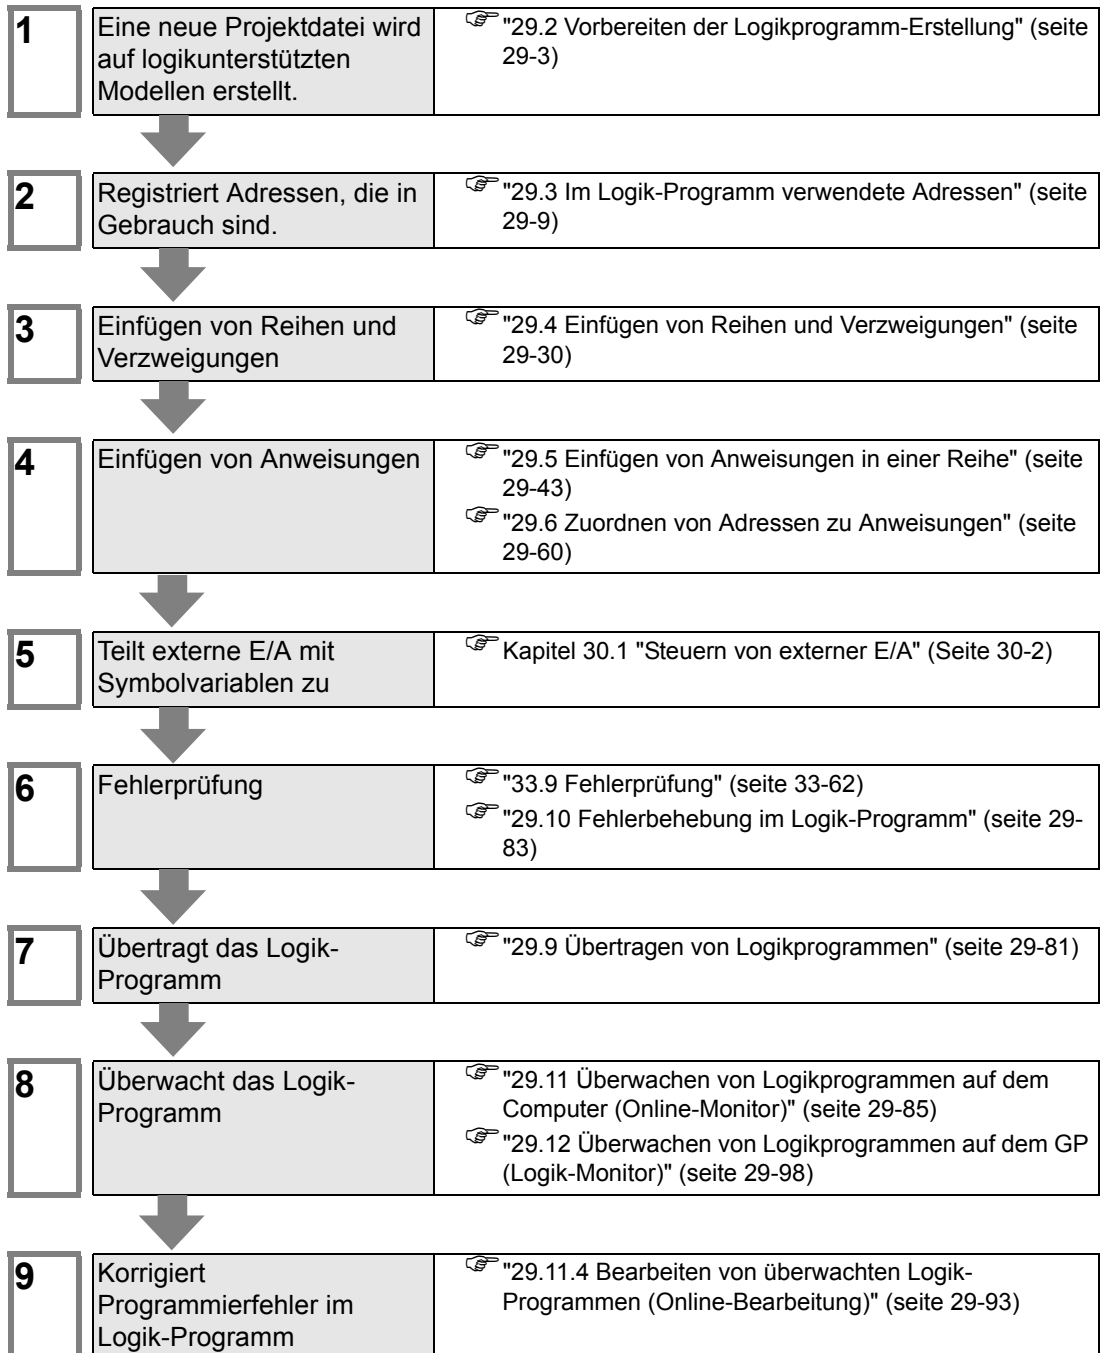 1
Eine neue Projektdatei wird
auf logikunterstützten
Modellen erstellt.
"29.2 Vorbereiten der Logikprogramm-Erstellung" (seite
29-3)
2
Registriert Adressen, die in
Gebrauch sind.
"29.3 Im Logik-Programm verwendete Adressen" (seite
29-9)
3
Einfügen von Reihen und
Verzweigungen
"29.4 Einfügen von Reihen und Verzweigungen" (seite
29-30)
4
Einfügen von Anweisungen
"29.5 Einfügen von Anweisungen in einer Reihe" (seite
29-43)
"29.6 Zuordnen von Adressen zu Anweisungen" (seite
29-60)
5
Teilt externe E/A mit
Symbolvariablen zu
Kapitel 30.1 "Steuern von externer E/A" (Seite 30-2)
6
Fehlerprüfung
"33.9 Fehlerprüfung" (seite 33-62)
"29.10 Fehlerbehebung im Logik-Programm" (seite 29-
83)
7
Übertragt das Logik-
Programm
"29.9 Übertragen von Logikprogrammen" (seite 29-81)
8
Überwacht das Logik-
Programm
"29.11 Überwachen von Logikprogrammen auf dem
Computer (Online-Monitor)" (seite 29-85)
"29.12 Überwachen von Logikprogrammen auf dem GP
(Logik-Monitor)" (seite 29-98)
9
Korrigiert
Programmierfehler im
Logik-Programm
"29.11.4 Bearbeiten von überwachten Logik-
Programmen (Online-Bearbeitung)" (seite 29-93)